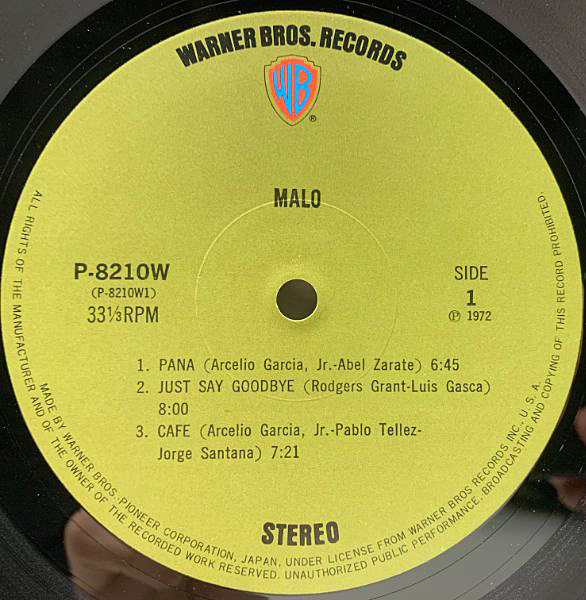 WARNER BROS. RECORDS
WB
®
MALO
P-8210W
(P-8210W1)
33⅓RPM
SIDE
1
℗ 1972
1. PANA (Arcelio Garcia, Jr.-Abel Zarate) 6:45
2. JUST SAY GOODBYE (Rodgers Grant-Luis Gasca)
8:00
3. CAFE (Arcelio Garcia, Jr.-Pablo Tellez-
Jorge Santana) 7:21
STEREO
MADE BY WARNER BROS.-PIONEER CORPORATION, JAPAN, UNDER LICENSE FROM WARNER BROS RECORDS INC., U. S. A.
ALL RIGHTS OF THE MANUFACTURER AND OF THE OWNER OF THE RECORDED WORK RESERVED. UNAUTHORIZED PUBLIC PERFORMANCE, BROADCASTING AND COPYING OF THIS RECORD PROHIBITED.